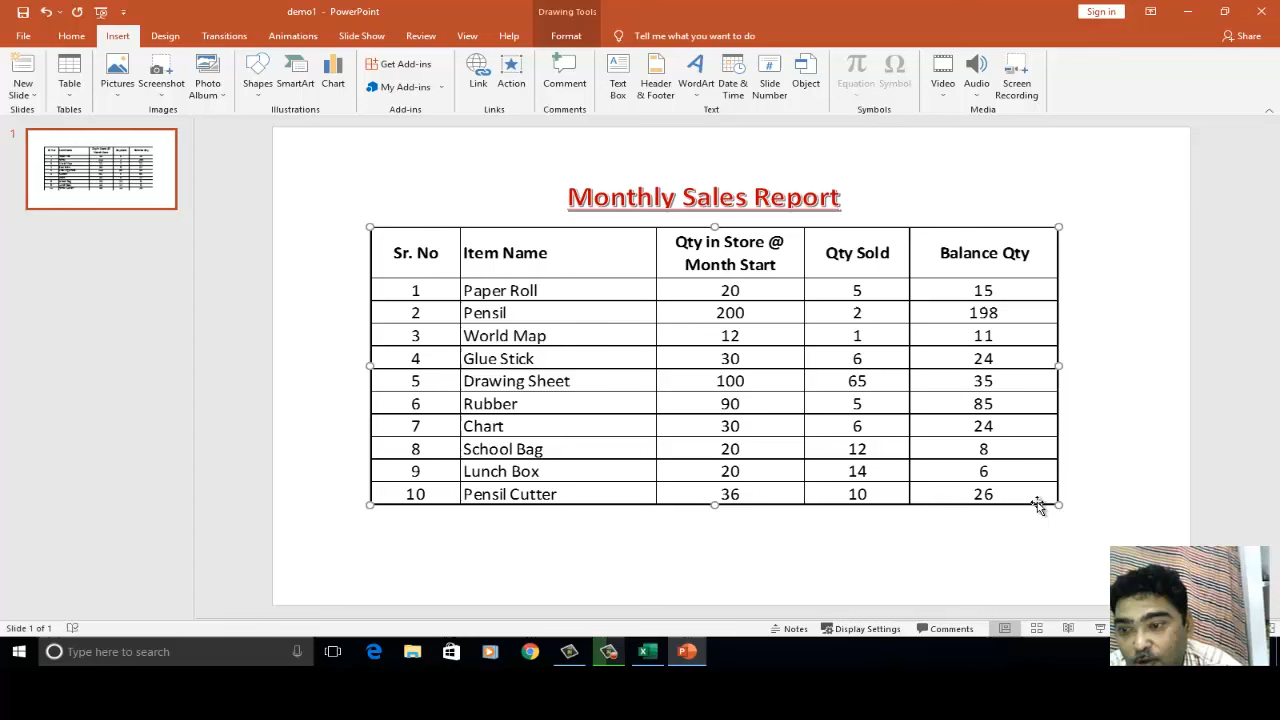 demo1 - PowerPoint
Drawing Tools
Sign in
File Home Insert Design Transitions Animations Slide Show Review View Help Format Tell me what you want to do Share
New Slide Table Pictures Screenshot Photo Album Shapes SmartArt Chart Get Add-ins My Add-ins Link Action Comment Text Box Header & Footer WordArt Date & Time Slide Number Object Equation Symbol Video Audio Screen Recording
Slides Tables Images Illustrations Add-ins Links Comments Text Symbols Media
1
Monthly Sales Report
Sr. No Item Name Qty in Store @ Month Start Qty Sold Balance Qty
1 Paper Roll 20 5 15
2 Pensil 200 2 198
3 World Map 12 1 11
4 Glue Stick 30 6 24
5 Drawing Sheet 100 65 35
6 Rubber 90 5 85
7 Chart 30 6 24
8 School Bag 20 12 8
9 Lunch Box 20 14 6
10 Pensil Cutter 36 10 26
Slide 1 of 1 Notes Display Settings Comments
Type here to search